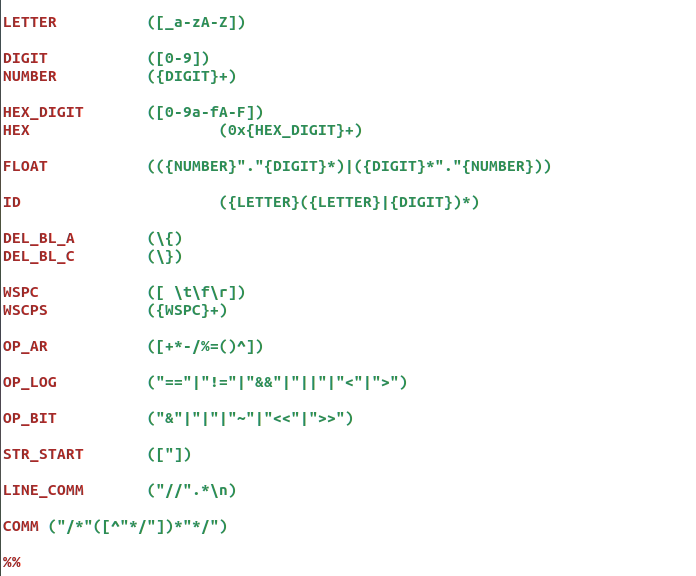 LETTER ([_a-zA-Z])
DIGIT ([0-9])
NUMBER ({DIGIT}+)
HEX_DIGIT ([0-9a-fA-F])
HEX (0x{HEX_DIGIT}+)
FLOAT (({NUMBER}"."{DIGIT}*)|({DIGIT}*"."{NUMBER}))
ID ({LETTER}({LETTER}|{DIGIT})*)
DEL_BL_A (\{)
DEL_BL_C (\})
WSPC ([ \t\f\r])
WSCPS ({WSPC}+)
OP_AR ([+*-/%=()^])
OP_LOG ("=="|"!="|"&&"|"||"|"<"|">")
OP_BIT ("&"|"|"|"~"|"<<"|">>")
STR_START (["])
LINE_COMM ("//".*\n)
COMM ("/*"([^"*/"])*"*/")
%%